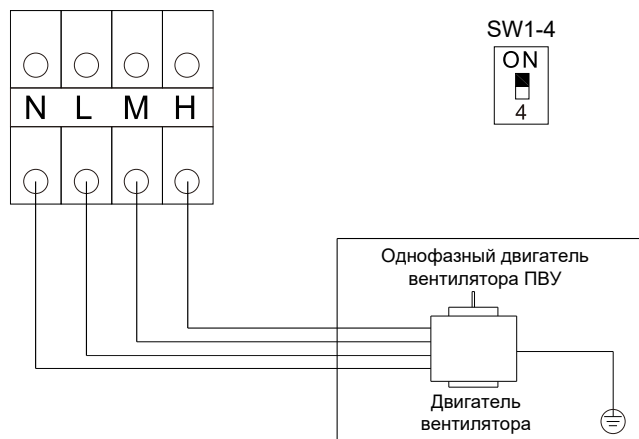 SW1-4
ON
4
N L M H
Однофазный двигатель
вентилятора ПВУ
Двигатель
вентилятора